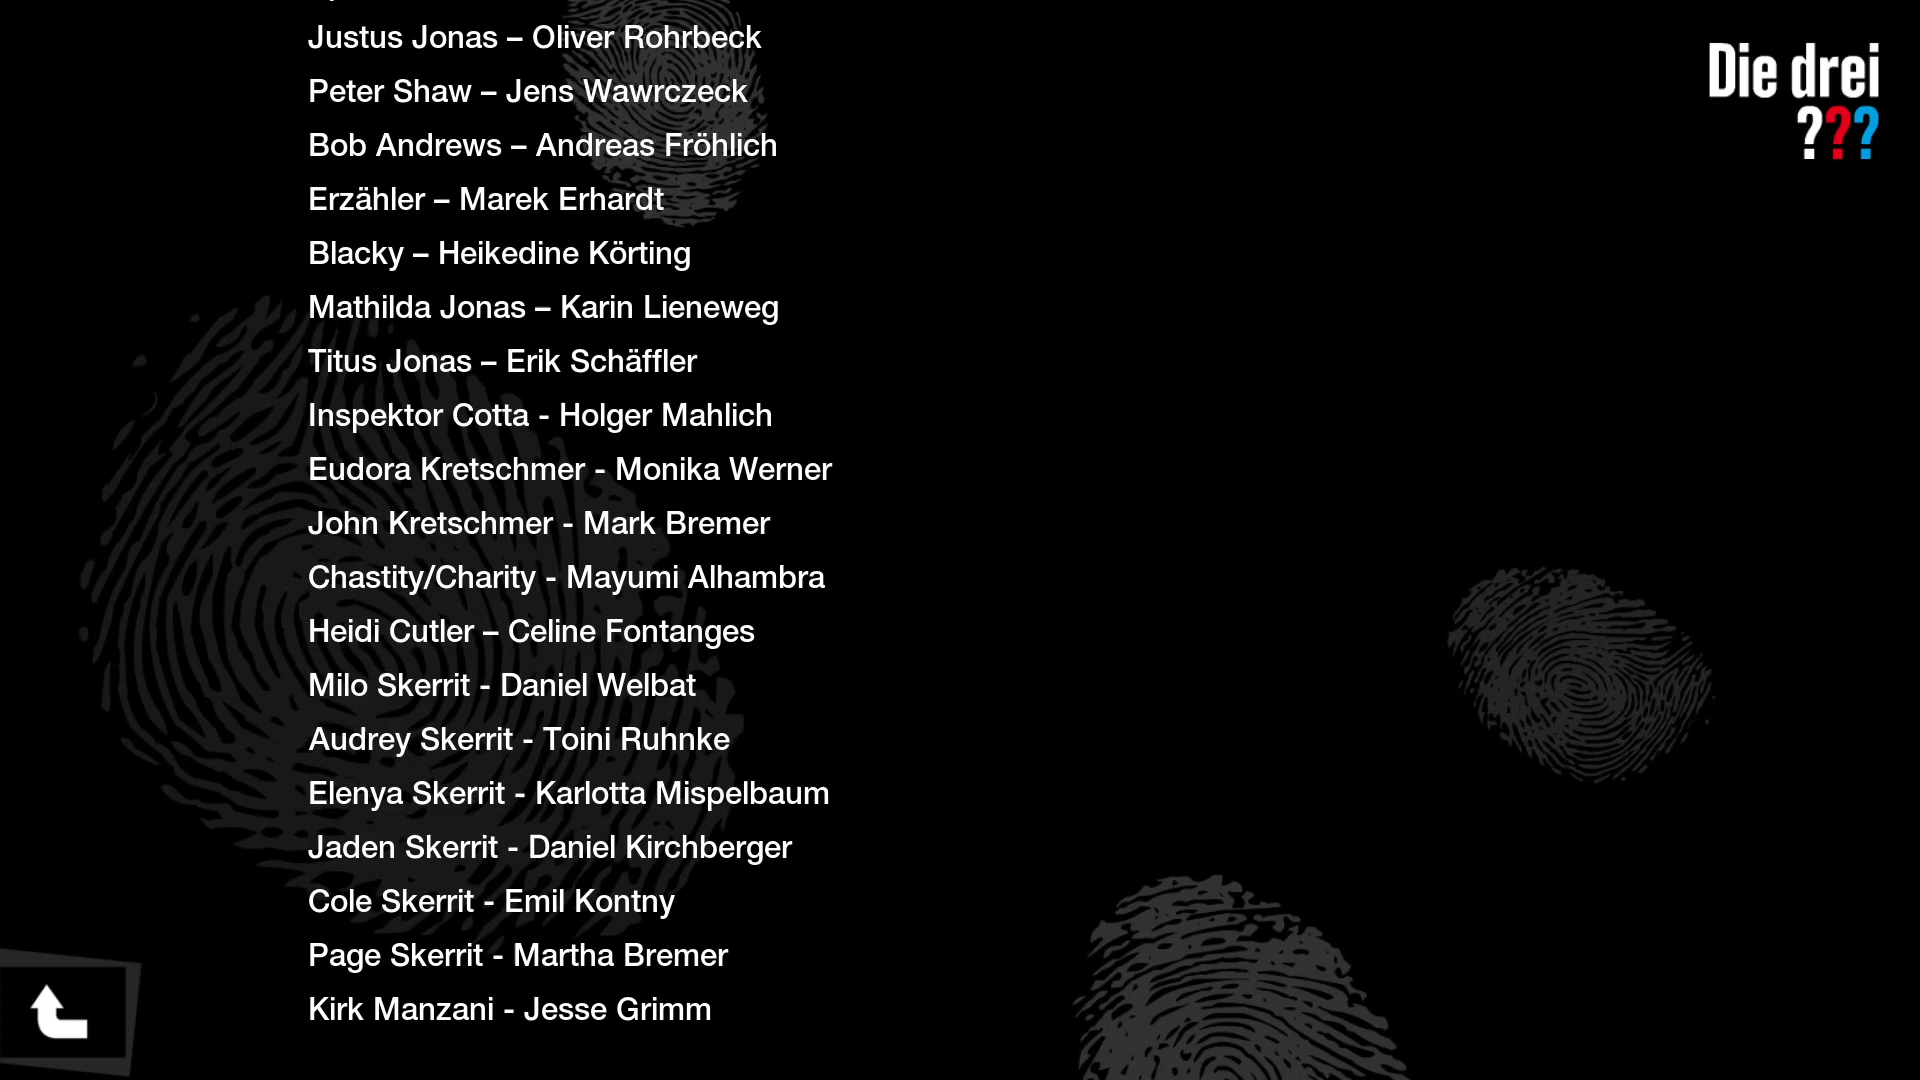 Justus Jonas – Oliver Rohrbeck
Peter Shaw – Jens Wawrczeck
Bob Andrews – Andreas Fröhlich
Erzähler – Marek Erhardt
Blacky – Heikedine Körting
Mathilda Jonas – Karin Lieneweg
Titus Jonas – Erik Schäffler
Inspektor Cotta - Holger Mahlich
Eudora Kretschmer - Monika Werner
John Kretschmer - Mark Bremer
Chastity/Charity - Mayumi Alhambra
Heidi Cutler – Celine Fontanges
Milo Skerrit - Daniel Welbat
Audrey Skerrit - Toini Ruhnke
Elenya Skerrit - Karlotta Mispelbaum
Jaden Skerrit - Daniel Kirchberger
Cole Skerrit - Emil Kontny
Page Skerrit - Martha Bremer
Kirk Manzani - Jesse Grimm
Die drei
???